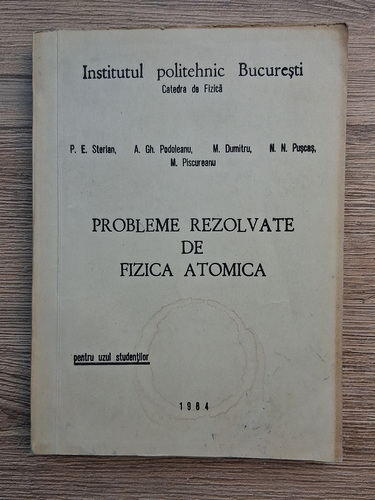 Institutul politehnic București
Catedra de Fizică
P. E. Sterian, A. Gh. Podoleanu, M. Dumitru, N. N. Pușcaș,
M. Piscureanu
PROBLEME REZOLVATE
DE
FIZICA ATOMICA
pentru uzul studenților
1984